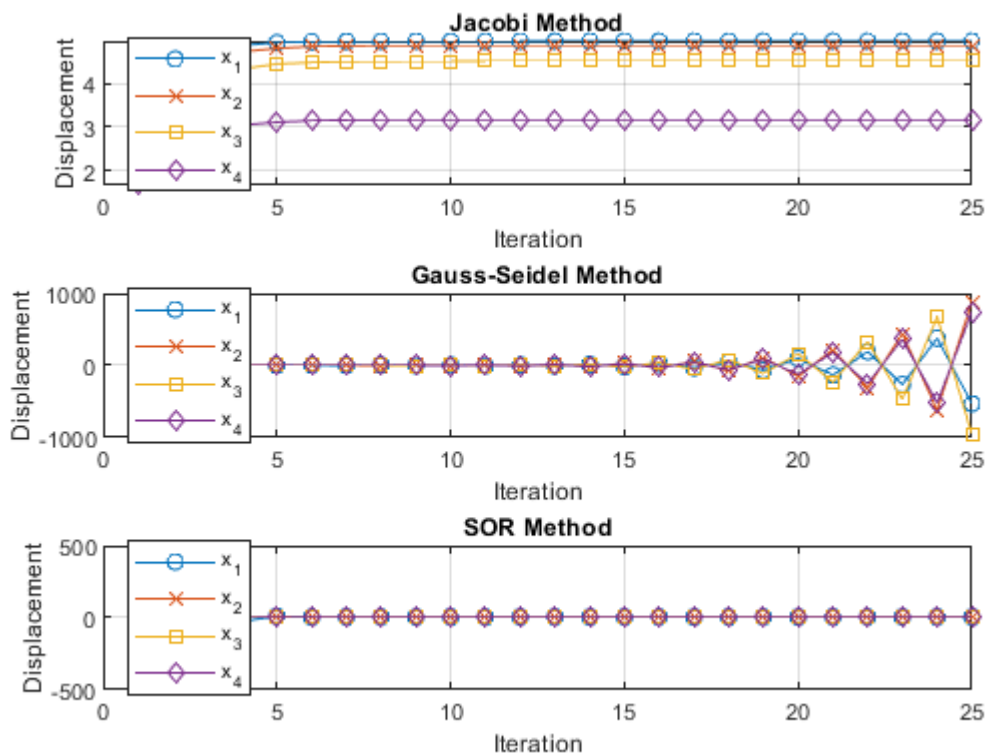 Jacobi Method
Displacement
4
3
2
x1
x2
x3
x4
0 5 10 15 20 25
Iteration
Gauss-Seidel Method
Displacement
1000
0
-1000
x1
x2
x3
x4
0 5 10 15 20 25
Iteration
SOR Method
Displacement
500
0
-500
x1
x2
x3
x4
0 5 10 15 20 25
Iteration